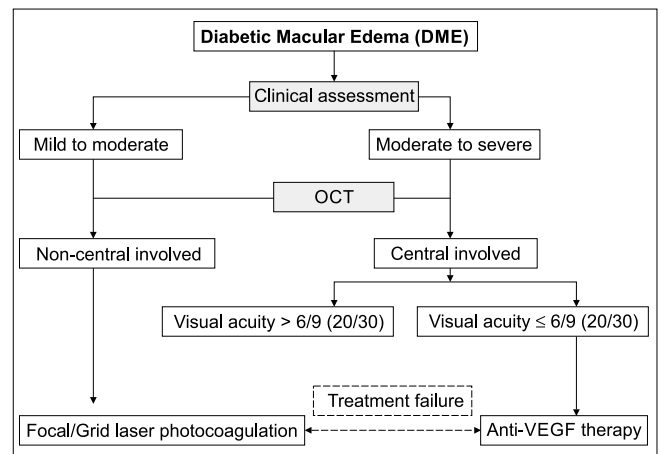 Diabetic Macular Edema (DME)
Clinical assessment
Mild to moderate
Moderate to severe
OCT
Non-central involved
Central involved
Visual acuity > 6/9 (20/30)
Visual acuity ≤ 6/9 (20/30)
Treatment failure
Focal/Grid laser photocoagulation
Anti-VEGF therapy